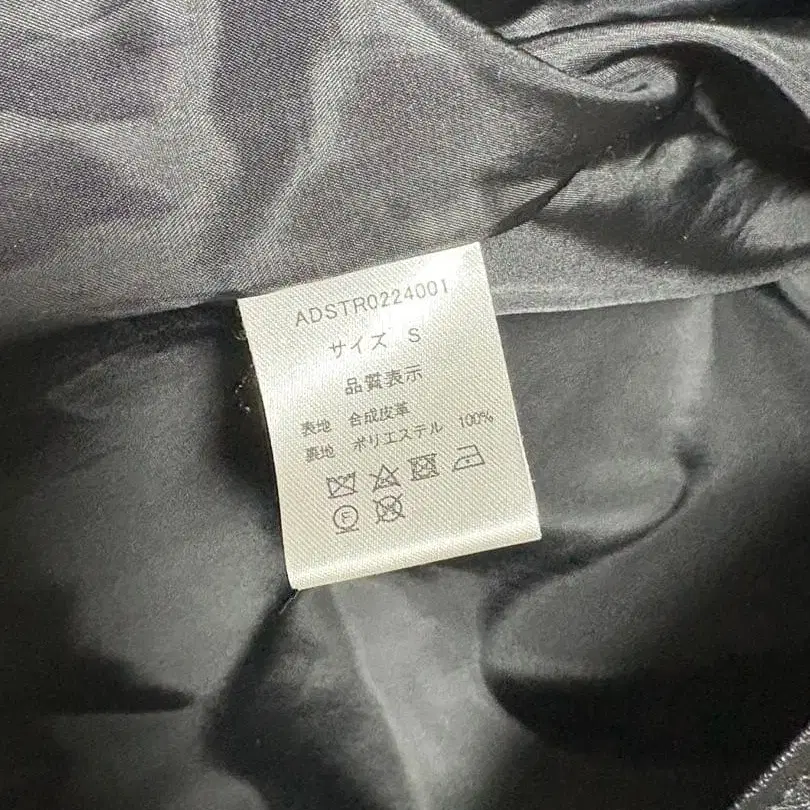 ADSTR0224001
サイズ S
品質表示
表地 合成皮革
裏地 ポリエステル 100%
F